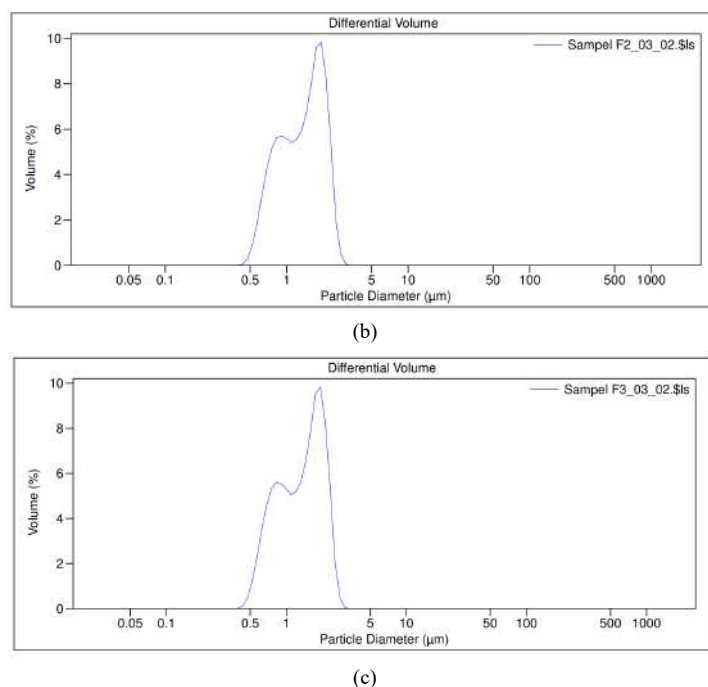 Differential Volume
Sampel F2_03_02.$ls
10
8
6
4
2
0
Volume (%)
0.05 0.1 0.5 1 5 10 50 100 500 1000
Particle Diameter (µm)
(b)
Differential Volume
Sampel F3_03_02.$ls
10
8
6
4
2
0
Volume (%)
0.05 0.1 0.5 1 5 10 50 100 500 1000
Particle Diameter (µm)
(c)